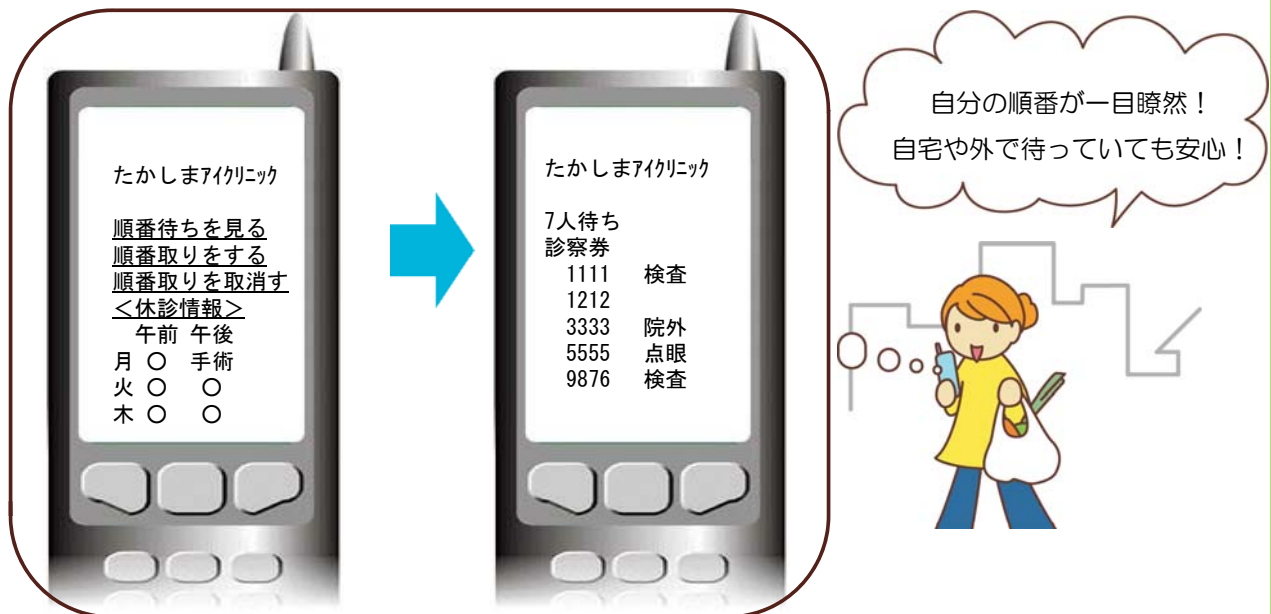 たかしまｱｲｸﾘﾆｯｸ
順番待ちを見る
順番取りをする
順番取りを取消す
＜休診情報＞
午前 午後
月 〇 手術
火 〇 〇
木 〇 〇
たかしまｱｲｸﾘﾆｯｸ
7人待ち
診察券
1111 検査
1212
3333 院外
5555 点眼
9876 検査
自分の順番が一目瞭然！
自宅や外で待っていても安心！